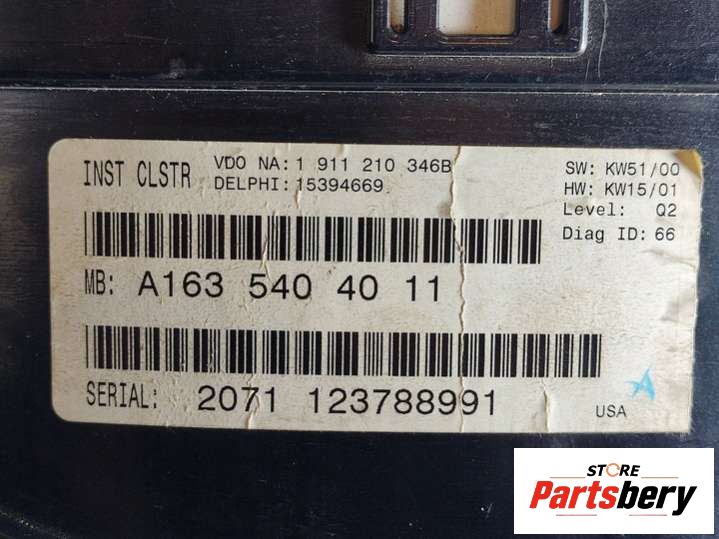 INST CLSTR
VDO NA: 1 911 210 346B
DELPHI: 15394669
SW: KW51/00
HW: KW15/01
Level: Q2
Diag ID: 66
MB: A163 540 40 11
SERIAL: 2071 123788991
A
USA
STORE
Partsbery